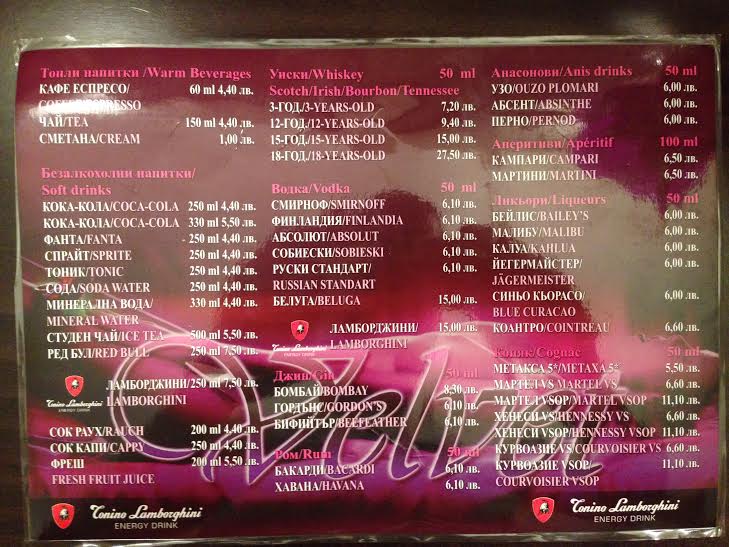 Топли напитки /Warm Beverages
КАФЕ ЕСПРЕСО/ 60 ml 4,40 лв.
COFFEE/ESPRESSO
ЧАЙ/TEA 150 ml 4,40 лв.
СМЕТАНА/CREAM 1,00 лв.
Безалкохолни напитки/
Soft drinks
КОКА-КОЛА/COCA-COLA 250 ml 4,40 лв.
КОКА-КОЛА/COCA-COLA 330 ml 5,50 лв.
ФАНТА/FANTA 250 ml 4,40 лв.
СПРАЙТ/SPRITE 250 ml 4,40 лв.
ТОНИК/TONIC 250 ml 4,40 лв.
СОДА/SODA WATER 250 ml 4,40 лв.
МИНЕРАЛНА ВОДА/ 330 ml 4,40 лв.
MINERAL WATER
СТУДЕН ЧАЙ/ICE TEA 500 ml 5,50 лв.
РЕД БУЛ/RED BULL 250 ml 7,50 лв.
ЛАМБОРДЖИНИ/ 250 ml 7,50 лв.
LAMBORGHINI
Tonino Lamborghini
ENERGY DRINK
СОК РАУХ/RAUCH 200 ml 4,40 лв.
СОК КАПИ/CAPPY 250 ml 4,40 лв.
ФРЕШ 200 ml 5,50 лв.
FRESH FRUIT JUICE
Tonino Lamborghini
ENERGY DRINK
Уиски/Whiskey 50 ml
Scotch/Irish/Bourbon/Tennessee
3-ГОД./3-YEARS-OLD 7,20 лв.
12-ГОД./12-YEARS-OLD 9,40 лв.
15-ГОД./15-YEARS-OLD 15,00 лв.
18-ГОД./18-YEARS-OLD 27,50 лв.
Водка/Vodka 50 ml
СМИРНОФ/SMIRNOFF 6,10 лв.
ФИНЛАНДИЯ/FINLANDIA 6,10 лв.
АБСОЛЮТ/ABSOLUT 6,10 лв.
СОБИЕСКИ/SOBIESKI 6,10 лв.
РУСКИ СТАНДАРТ/ 6,10 лв.
RUSSIAN STANDART
БЕЛУГА/BELUGA 15,00 лв.
ЛАМБОРДЖИНИ/ 15,00 лв.
LAMBORGHINI
Tonino Lamborghini
ENERGY DRINK
Джин/Gin 50 ml
БОМБАЙ/BOMBAY 8,30 лв.
ГОРДЪНС/GORDON'S 6,10 лв.
БИФИЙТЪР/BEEFEATER 6,10 лв.
Velvet
Ром/Rum 50 ml
БАКАРДИ/BACARDI 6,10 лв.
ХАВАНА/HAVANA 6,10 лв.
Анасонови/Anis drinks 50 ml
УЗО/OUZO PLOMARI 6,00 лв.
АБСЕНТ/ABSINTHE 6,00 лв.
ПЕРНО/PERNOD 6,00 лв.
Аперитиви/Apéritif 100 ml
КАМПАРИ/CAMPARI 6,50 лв.
МАРТИНИ/MARTINI 6,50 лв.
Ликьори/Liqueurs 50 ml
БЕЙЛИС/BAILEY'S 6,00 лв.
МАЛИБУ/MALIBU 6,00 лв.
КАЛУА/KAHLUA 6,00 лв.
ЙЕГЕРМАЙСТЕР/ 6,00 лв.
JÄGERMEISTER
СИНЬО КЬОРАСО/ 6,00 лв.
BLUE CURACAO
КОАНТРО/COINTREAU 6,60 лв.
Коняк/Cognac 50 ml
МЕТАКСА 5*/METAXA 5* 5,50 лв.
МАРТЕЛ VS/MARTEL VS 6,60 лв.
МАРТЕЛ VSOP/MARTEL VSOP 11,10 лв.
ХЕНЕСИ VS/HENNESSY VS 6,60 лв.
ХЕНЕСИ VSOP/HENNESSY VSOP 11,10 лв.
КУРВОАЗИЕ VS/COURVOISIER VS 6,60 лв.
КУРВОАЗИЕ VSOP/ 11,10 лв.
COURVOISIER VSOP
Tonino Lamborghini
ENERGY DRINK